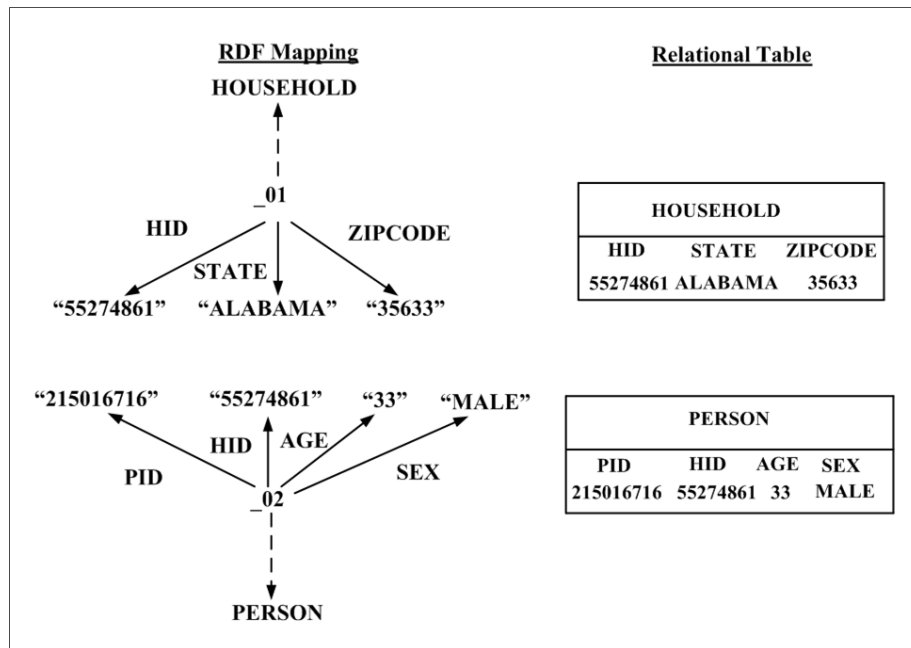 RDF Mapping
Relational Table
HOUSEHOLD
_01
HID
STATE
ZIPCODE
“55274861” “ALABAMA” “35633”
HOUSEHOLD
HID STATE ZIPCODE
55274861 ALABAMA 35633
“215016716” “55274861” “33” “MALE”
PID
HID
AGE
SEX
_02
PERSON
PERSON
PID HID AGE SEX
215016716 55274861 33 MALE